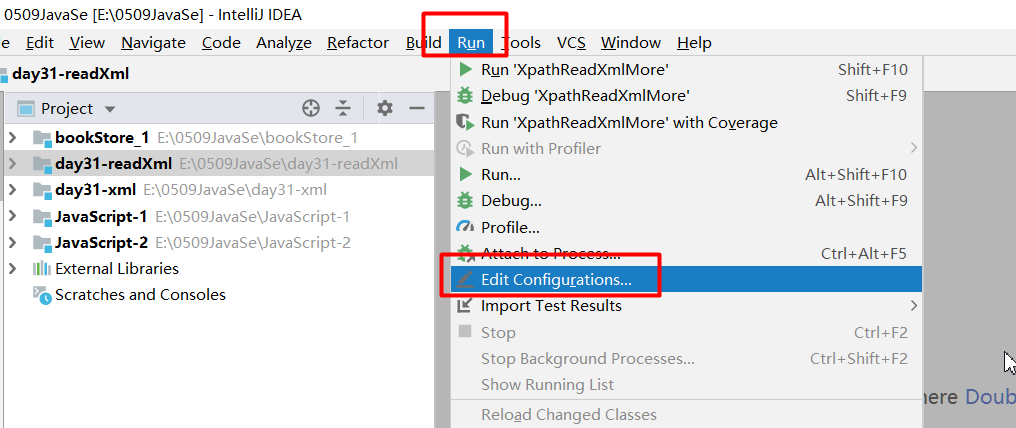 0509JavaSe [E:\0509JavaSe] - IntelliJ IDEA
e Edit View Navigate Code Analyze Refactor Build Run Tools VCS Window Help
day31-readXml
Project
bookStore_1 E:\0509JavaSe\bookStore_1
day31-readXml E:\0509JavaSe\day31-readXml
day31-xml E:\0509JavaSe\day31-xml
JavaScript-1 E:\0509JavaSe\JavaScript-1
JavaScript-2 E:\0509JavaSe\JavaScript-2
External Libraries
Scratches and Consoles
Run 'XpathReadXmlMore' Shift+F10
Debug 'XpathReadXmlMore' Shift+F9
Run 'XpathReadXmlMore' with Coverage
Run with Profiler
Run... Alt+Shift+F10
Debug... Alt+Shift+F9
Profile...
Attach to Process... Ctrl+Alt+F5
Edit Configurations...
Import Test Results
Stop Ctrl+F2
Stop Background Processes... Ctrl+Shift+F2
Show Running List
Reload Changed Classes
here Doub